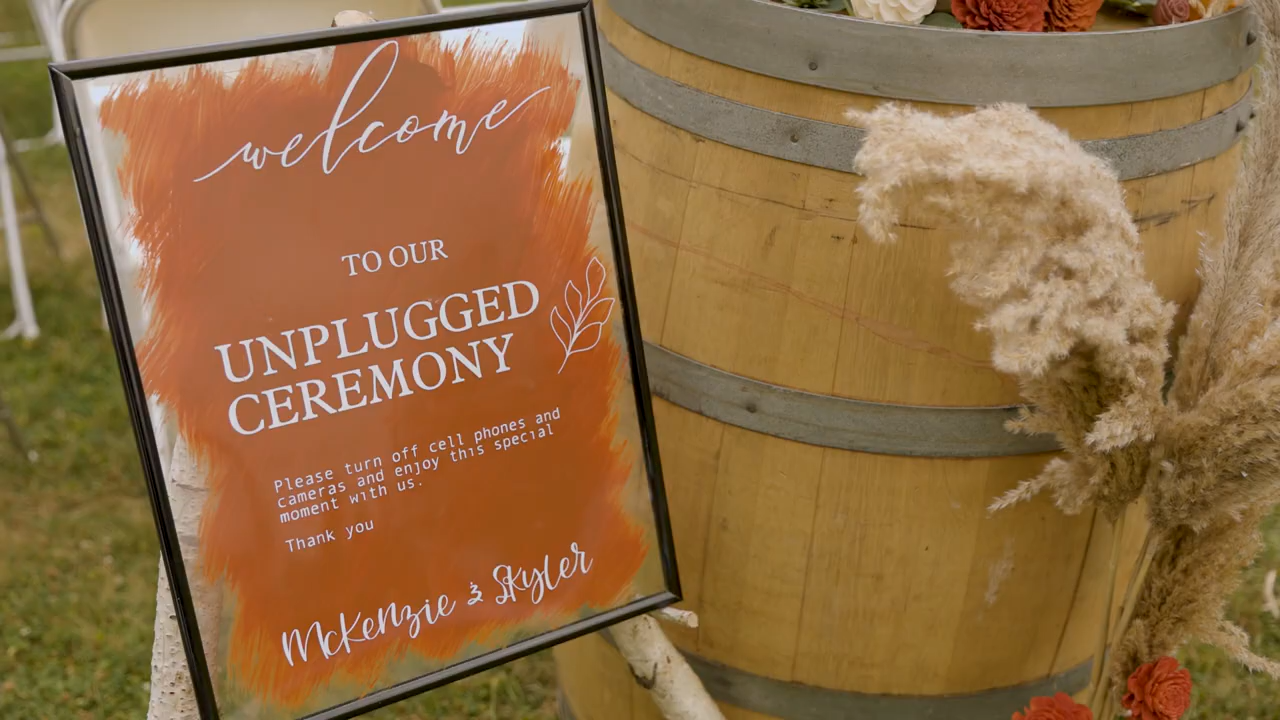 welcome
TO OUR
UNPLUGGED
CEREMONY
Please turn off cell phones and
cameras and enjoy this special
moment with us.
Thank you
McKenzie & Skyler